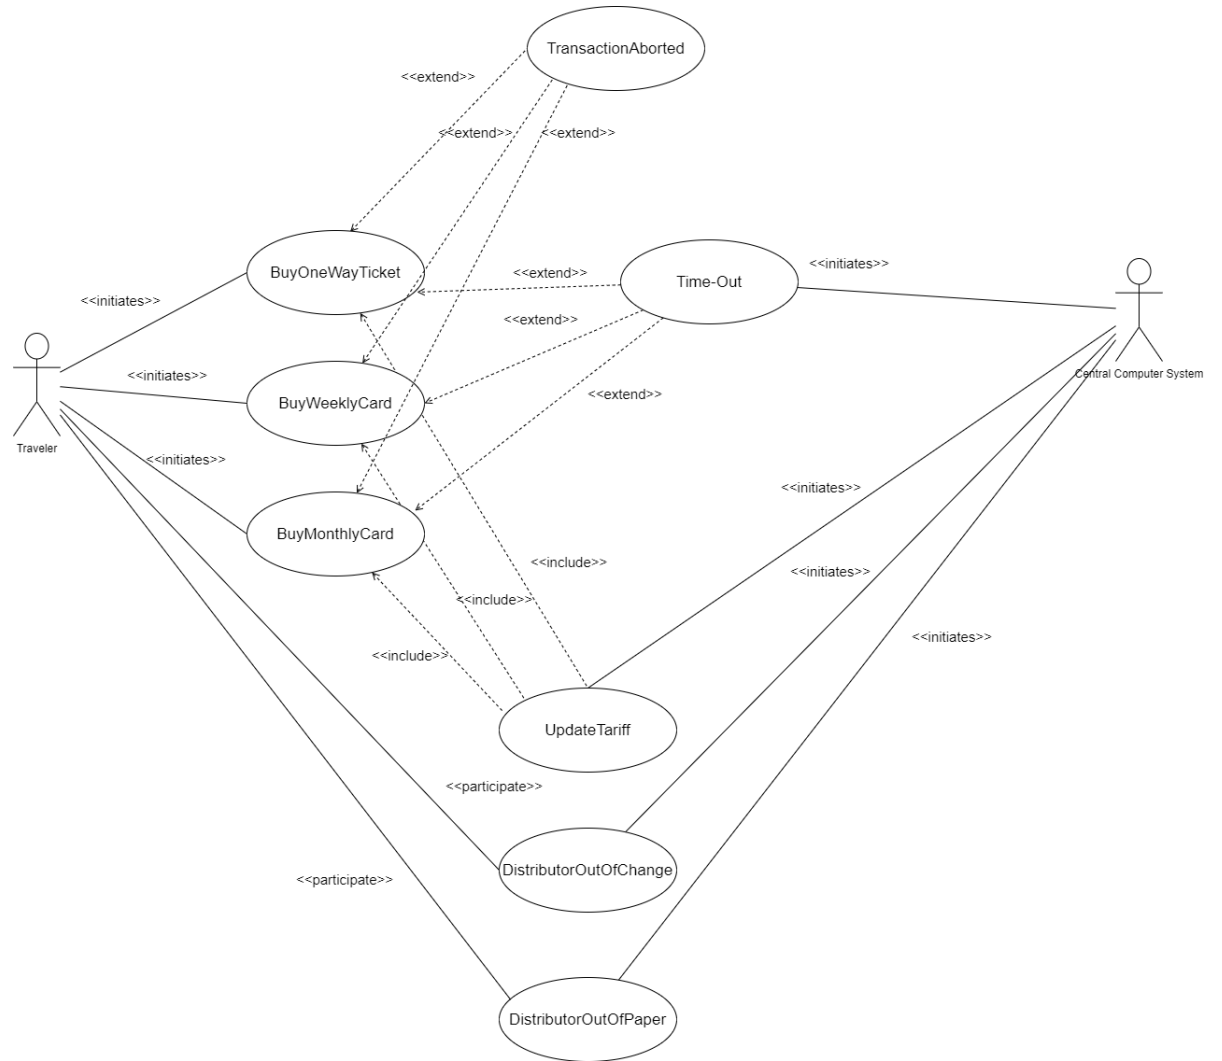 TransactionAborted
<<extend>>
<<extend>>
<<extend>>
BuyOneWayTicket
<<extend>>
Time-Out
<<initiates>>
<<initiates>>
<<extend>>
<<initiates>>
Central Computer System
BuyWeeklyCard
<<extend>>
Traveler
<<initiates>>
<<initiates>>
BuyMonthlyCard
<<include>>
<<initiates>>
<<include>>
<<initiates>>
<<include>>
UpdateTariff
<<participate>>
DistributorOutOfChange
<<participate>>
DistributorOutOfPaper